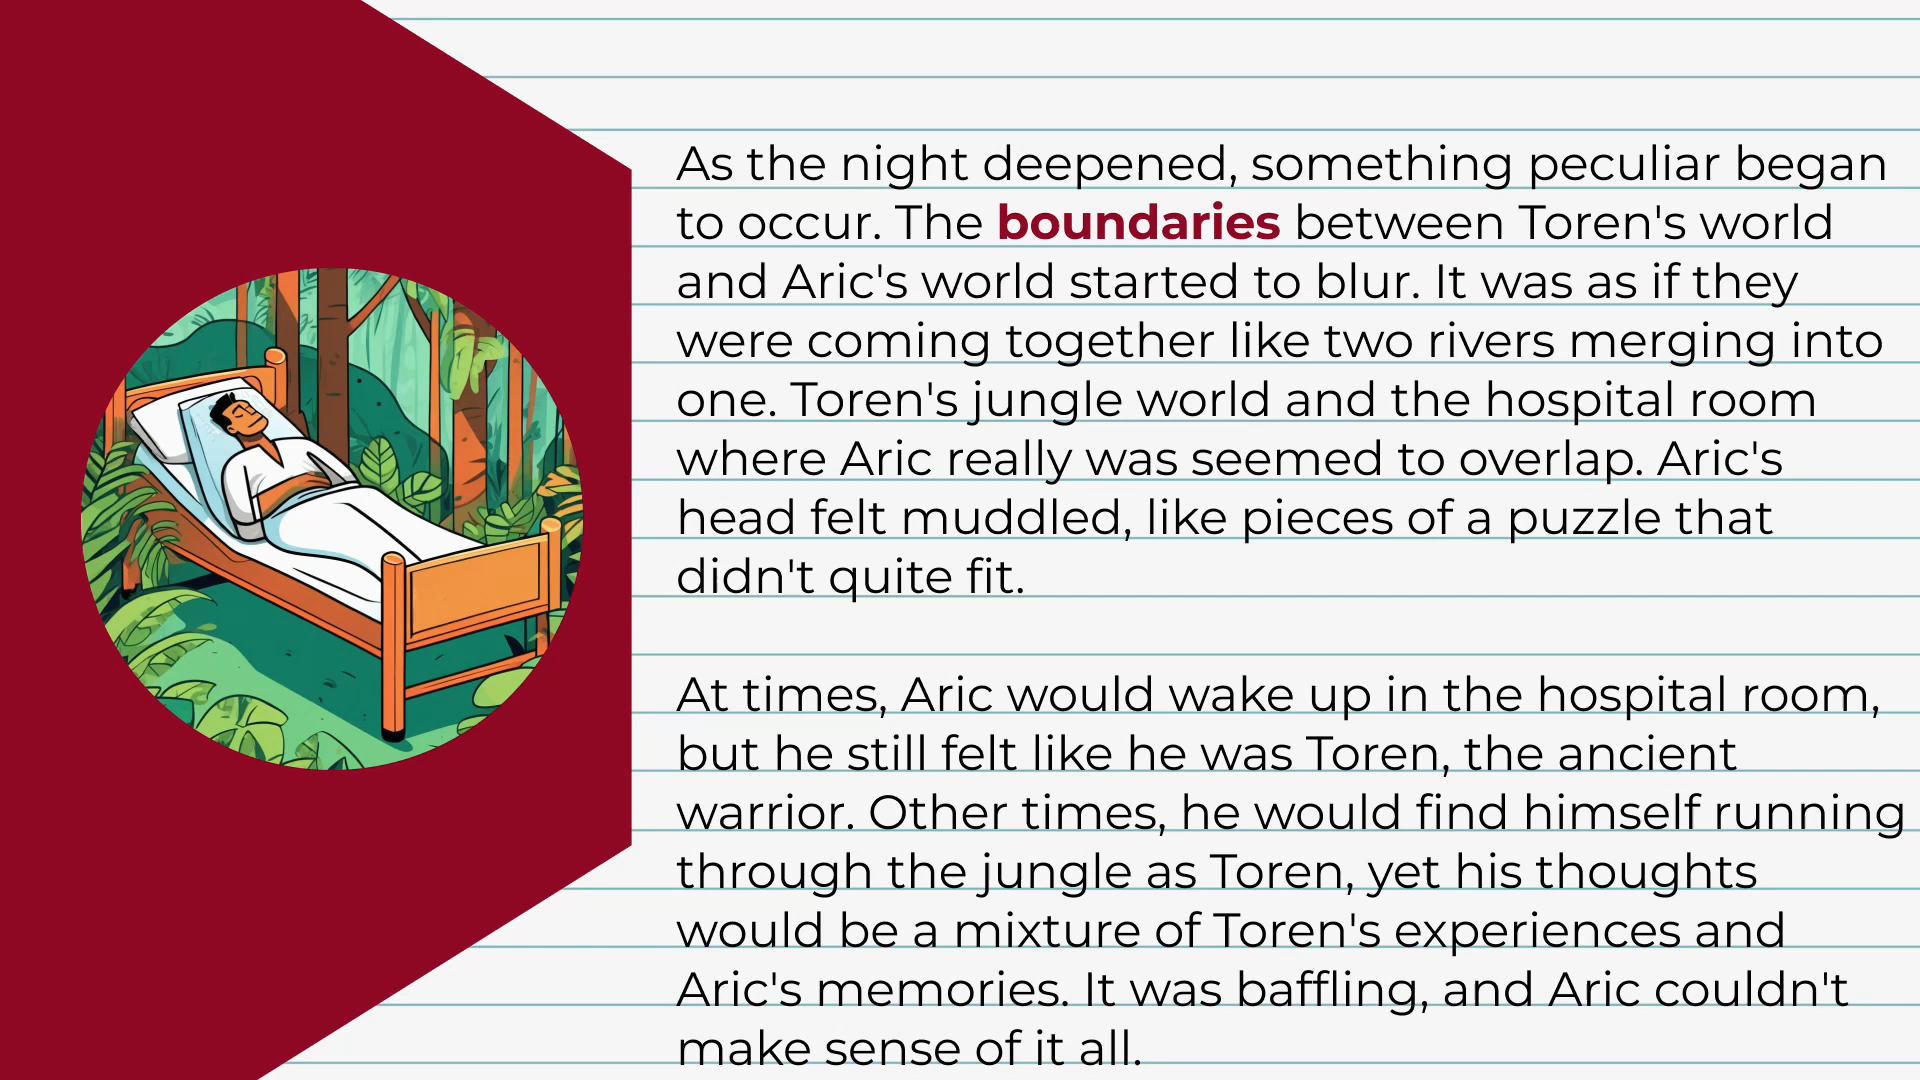 As the night deepened, something peculiar began
to occur. The boundaries between Toren's world
and Aric's world started to blur. It was as if they
were coming together like two rivers merging into
one. Toren's jungle world and the hospital room
where Aric really was seemed to overlap. Aric's
head felt muddled, like pieces of a puzzle that
didn't quite fit.
At times, Aric would wake up in the hospital room,
but he still felt like he was Toren, the ancient
warrior. Other times, he would find himself running
through the jungle as Toren, yet his thoughts
would be a mixture of Toren's experiences and
Aric's memories. It was baffling, and Aric couldn't
make sense of it all.